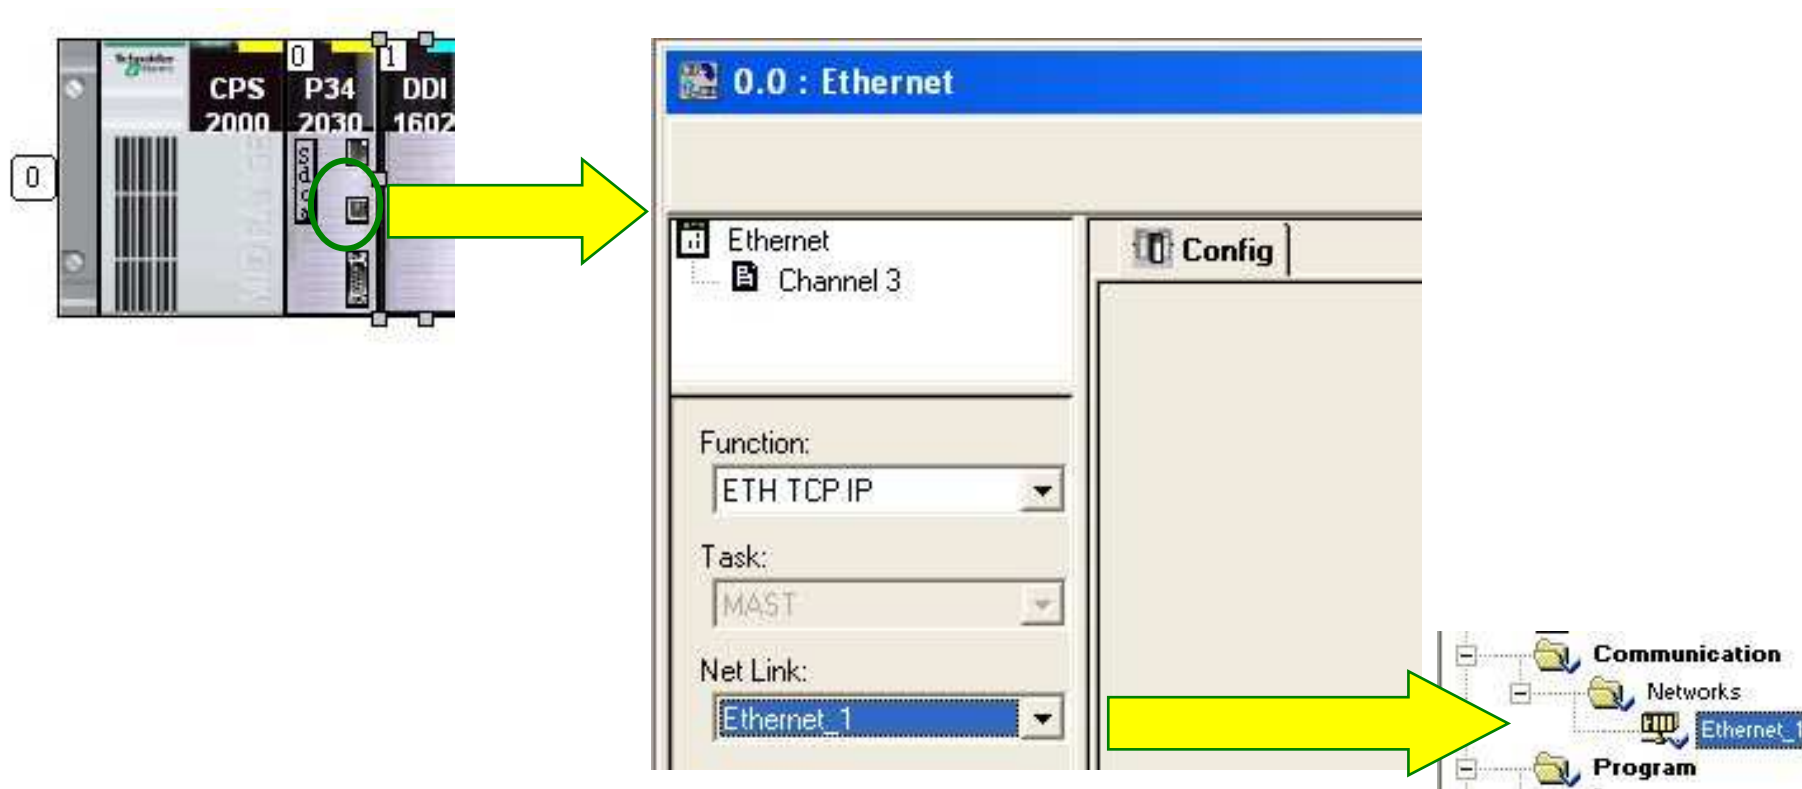 Schneider
0
1
CPS
2000
P34
2030
DDI
1602
0
0.0 : Ethernet
Ethernet
Channel 3
Config
Function:
ETH TCP IP
Task:
MAST
Net Link:
Ethernet_1
Communication
Networks
Ethernet_1
Program